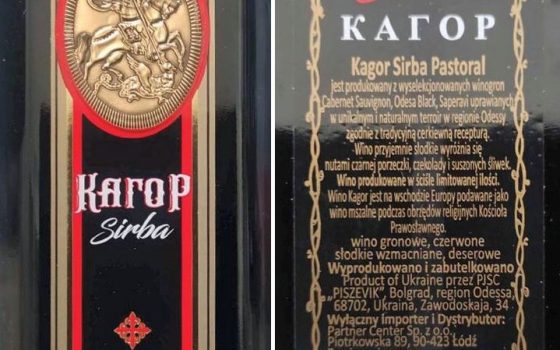 Кагор
Sirba
КАГОР
Kagor Sirba Pastoral
jest produkowany z wyselekcjonowanych winogron
Cabernet Sauvignon, Odesa Black, Saperavi uprawianych
w unikalnym i naturalnym terroir w regionie Odessy
zgodnie z tradycyjną cerkiewną recepturą.
Wino przyjemnie słodkie wyróżnia się
nutami czarnej porzeczki, czekolady i suszonych śliwek.
Wino produkowane w ściśle limitowanej ilości.
Wino Kagor jest na wschodzie Europy podawane jako
wino mszalne podczas obrzędów religijnych Kościoła
Prawosławnego.
wino gronowe, czerwone
słodkie wzmacniane, deserowe
Wyprodukowano i zabutelkowano
Product of Ukraine przez PJSC
"PISZEVIK", Bolgrad, region Odessa,
68702, Ukraina, Zawodoskaja, 34
Wyłączny importer i Dystrybutor:
Partner Center Sp. z o.o.,
Piotrkowska 89, 90-423 Łódź